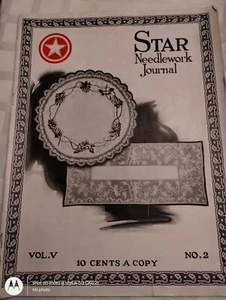 STAR
Needlework
Journal
VOL.V
NO.2
10 CENTS A COPY